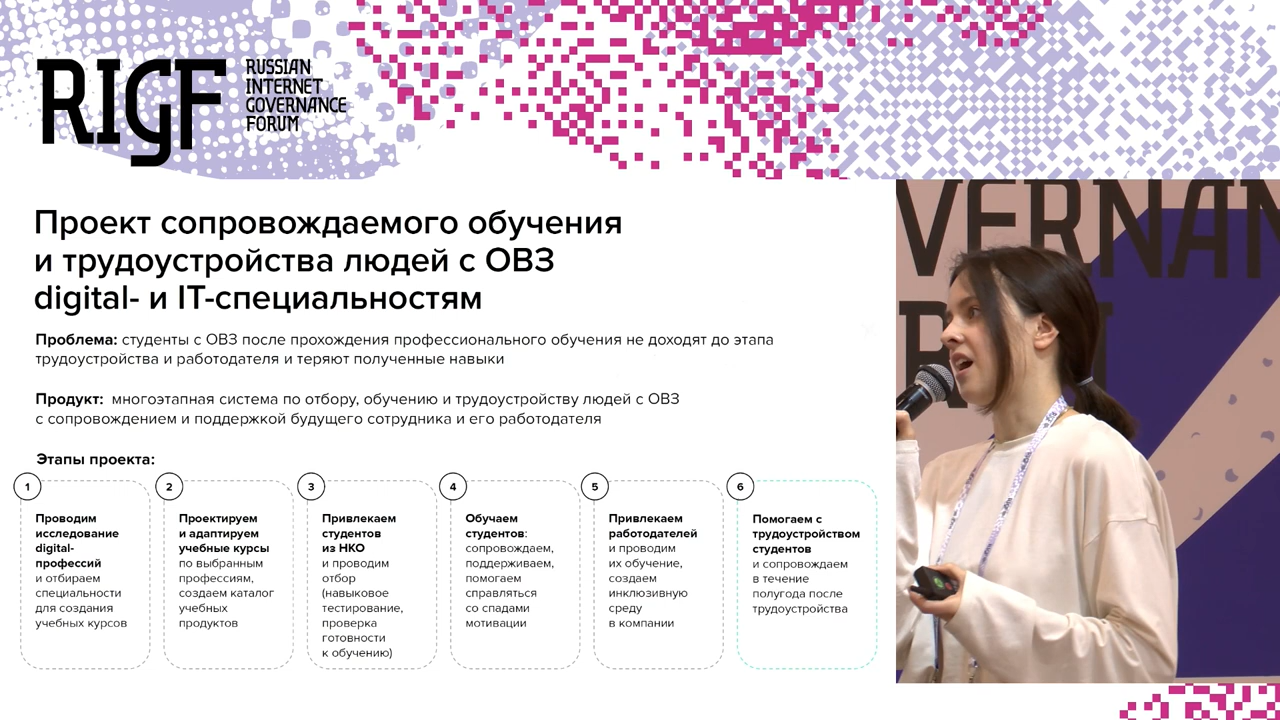 RIGF
RUSSIAN
INTERNET
GOVERNANCE
FORUM
Проект сопровождаемого обучения
и трудоустройства людей с ОВЗ
digital- и IT-специальностям
Проблема: студенты с ОВЗ после прохождения профессионального обучения не доходят до этапа
трудоустройства и работодателя и теряют полученные навыки
Продукт: многоэтапная система по отбору, обучению и трудоустройству людей с ОВЗ
с сопровождением и поддержкой будущего сотрудника и его работодателя
Этапы проекта:
1
Проводим
исследование
digital-
профессий
и отбираем
специальности
для создания
учебных курсов
2
Проектируем
и адаптируем
учебные курсы
по выбранным
профессиям,
создаем каталог
учебных
продуктов
3
Привлекаем
студентов
из НКО
и проводим
отбор
(навыковое
тестирование,
проверка
готовности
к обучению)
4
Обучаем
студентов:
сопровождаем,
поддерживаем,
помогаем
справляться
со спадами
мотивации
5
Привлекаем
работодателей
и проводим
их обучение,
создаем
инклюзивную
среду
в компании
6
Помогаем с
трудоустройством
студентов
и сопровождаем
в течение
полугода после
трудоустройства
VERNAN